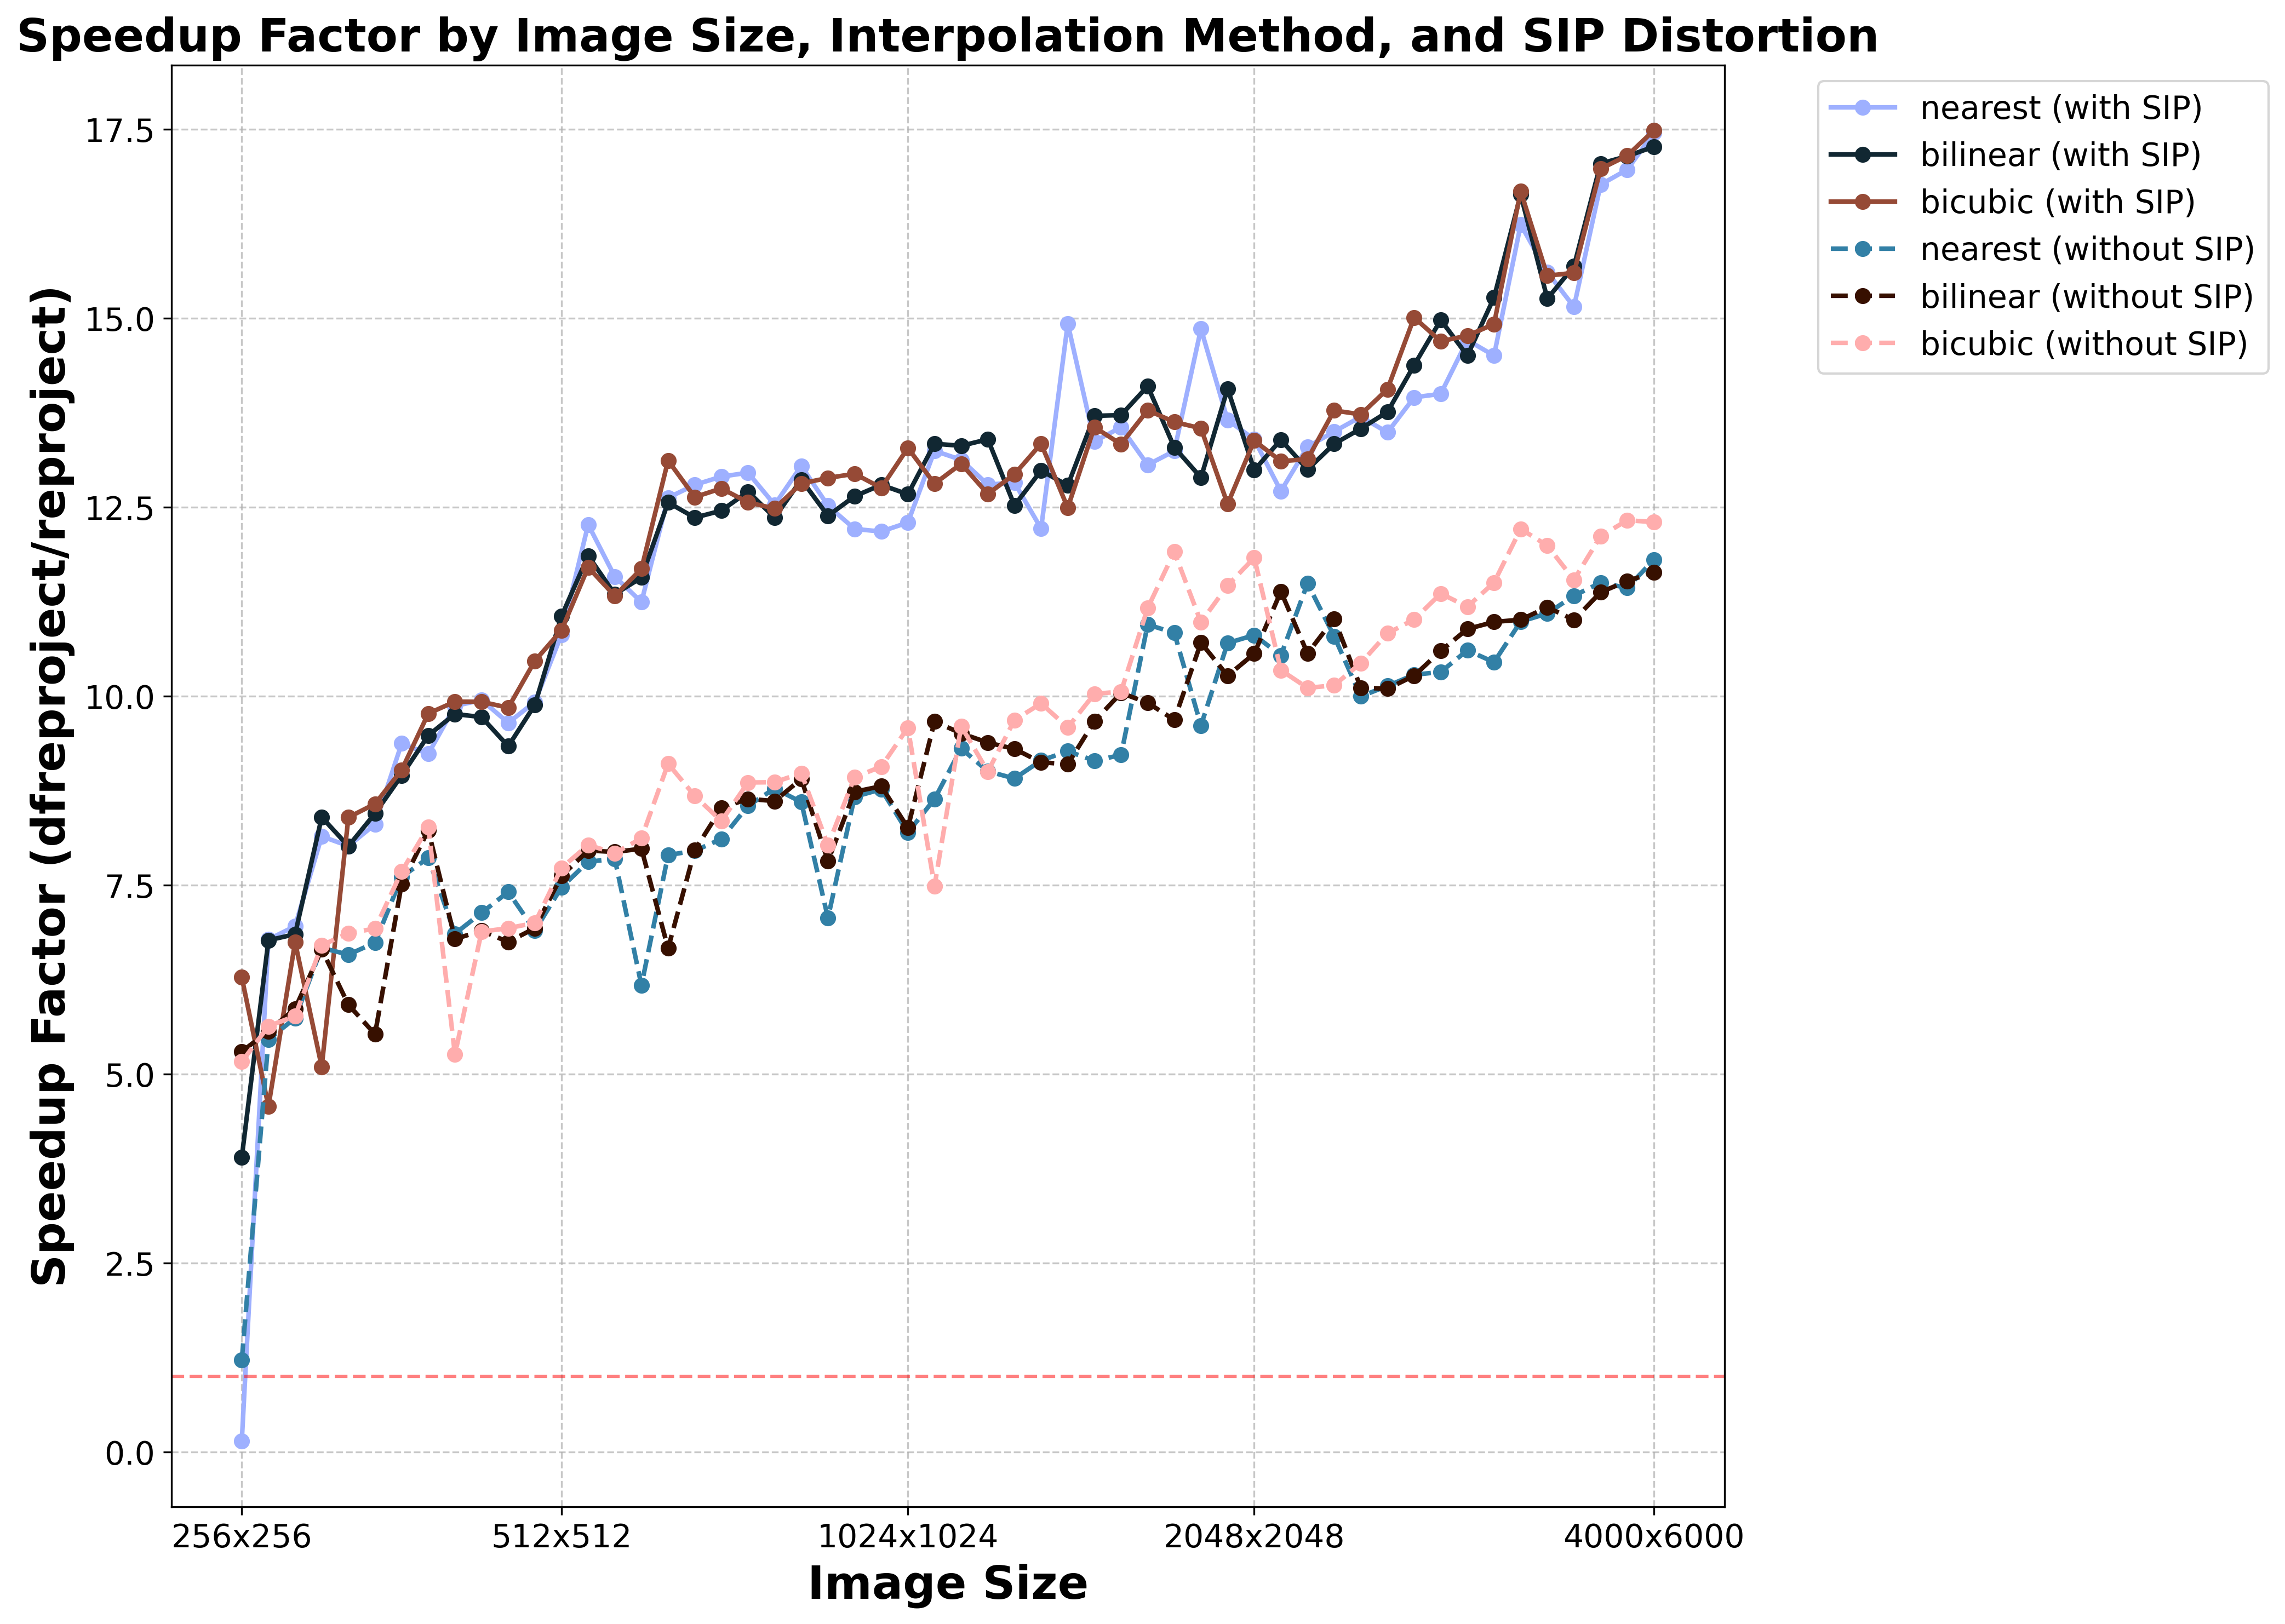 Speedup Factor by Image Size, Interpolation Method, and SIP Distortion
Speedup Factor (dfreproject/reproject)
17.5
15.0
12.5
10.0
7.5
5.0
2.5
0.0
256x256
512x512
1024x1024
2048x2048
4000x6000
Image Size
nearest (with SIP)
bilinear (with SIP)
bicubic (with SIP)
nearest (without SIP)
bilinear (without SIP)
bicubic (without SIP)